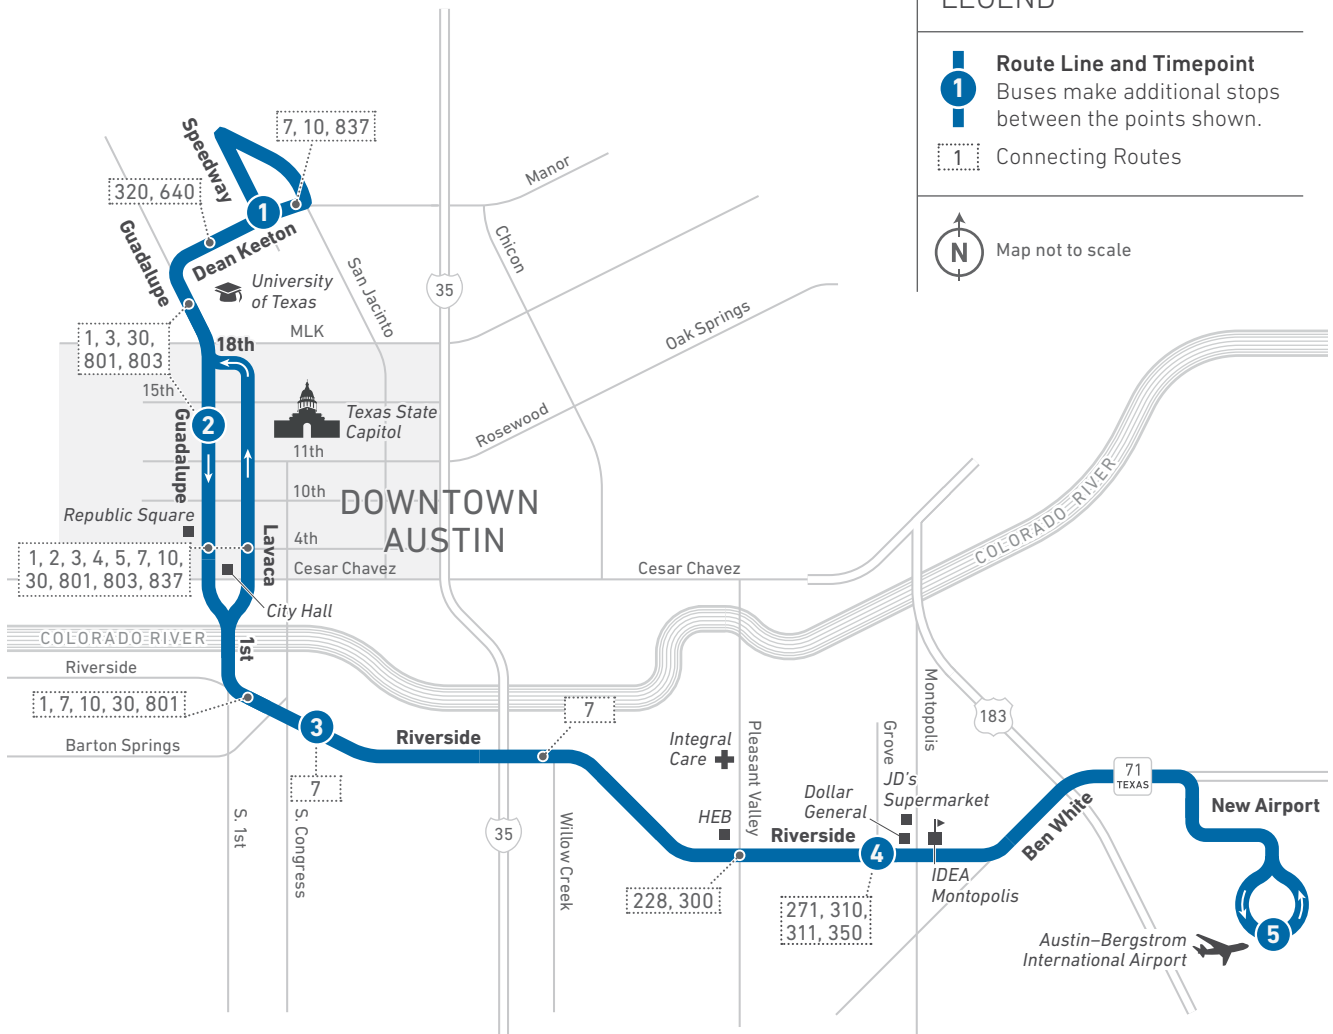 LEGEND
1
Route Line and Timepoint
Buses make additional stops
between the points shown.
1
Connecting Routes
N
Map not to scale
7, 10, 837
Speedway
320, 640
1
Dean Keeton
Guadalupe
University
of Texas
San Jacinto
Manor
Chicon
35
Oak Springs
MLK
1, 3, 30,
801, 803
18th
15th
2
Guadalupe
Texas State
Capitol
Rosewood
11th
10th
DOWNTOWN
AUSTIN
Republic Square
4th
Lavaca
1, 2, 3, 4, 5, 7, 10,
30, 801, 803, 837
Cesar Chavez
Cesar Chavez
City Hall
COLORADO RIVER
COLORADO RIVER
1st
Riverside
1, 7, 10, 30, 801
Barton Springs
3
7
Riverside
7
S. 1st
S. Congress
35
Willow Creek
Integral
Care
Pleasant Valley
HEB
Riverside
228, 300
Grove
Montopolis
183
JD's
Supermarket
Dollar
General
4
271, 310,
311, 350
IDEA
Montopolis
Ben White
71
TEXAS
New Airport
5
Austin–Bergstrom
International Airport